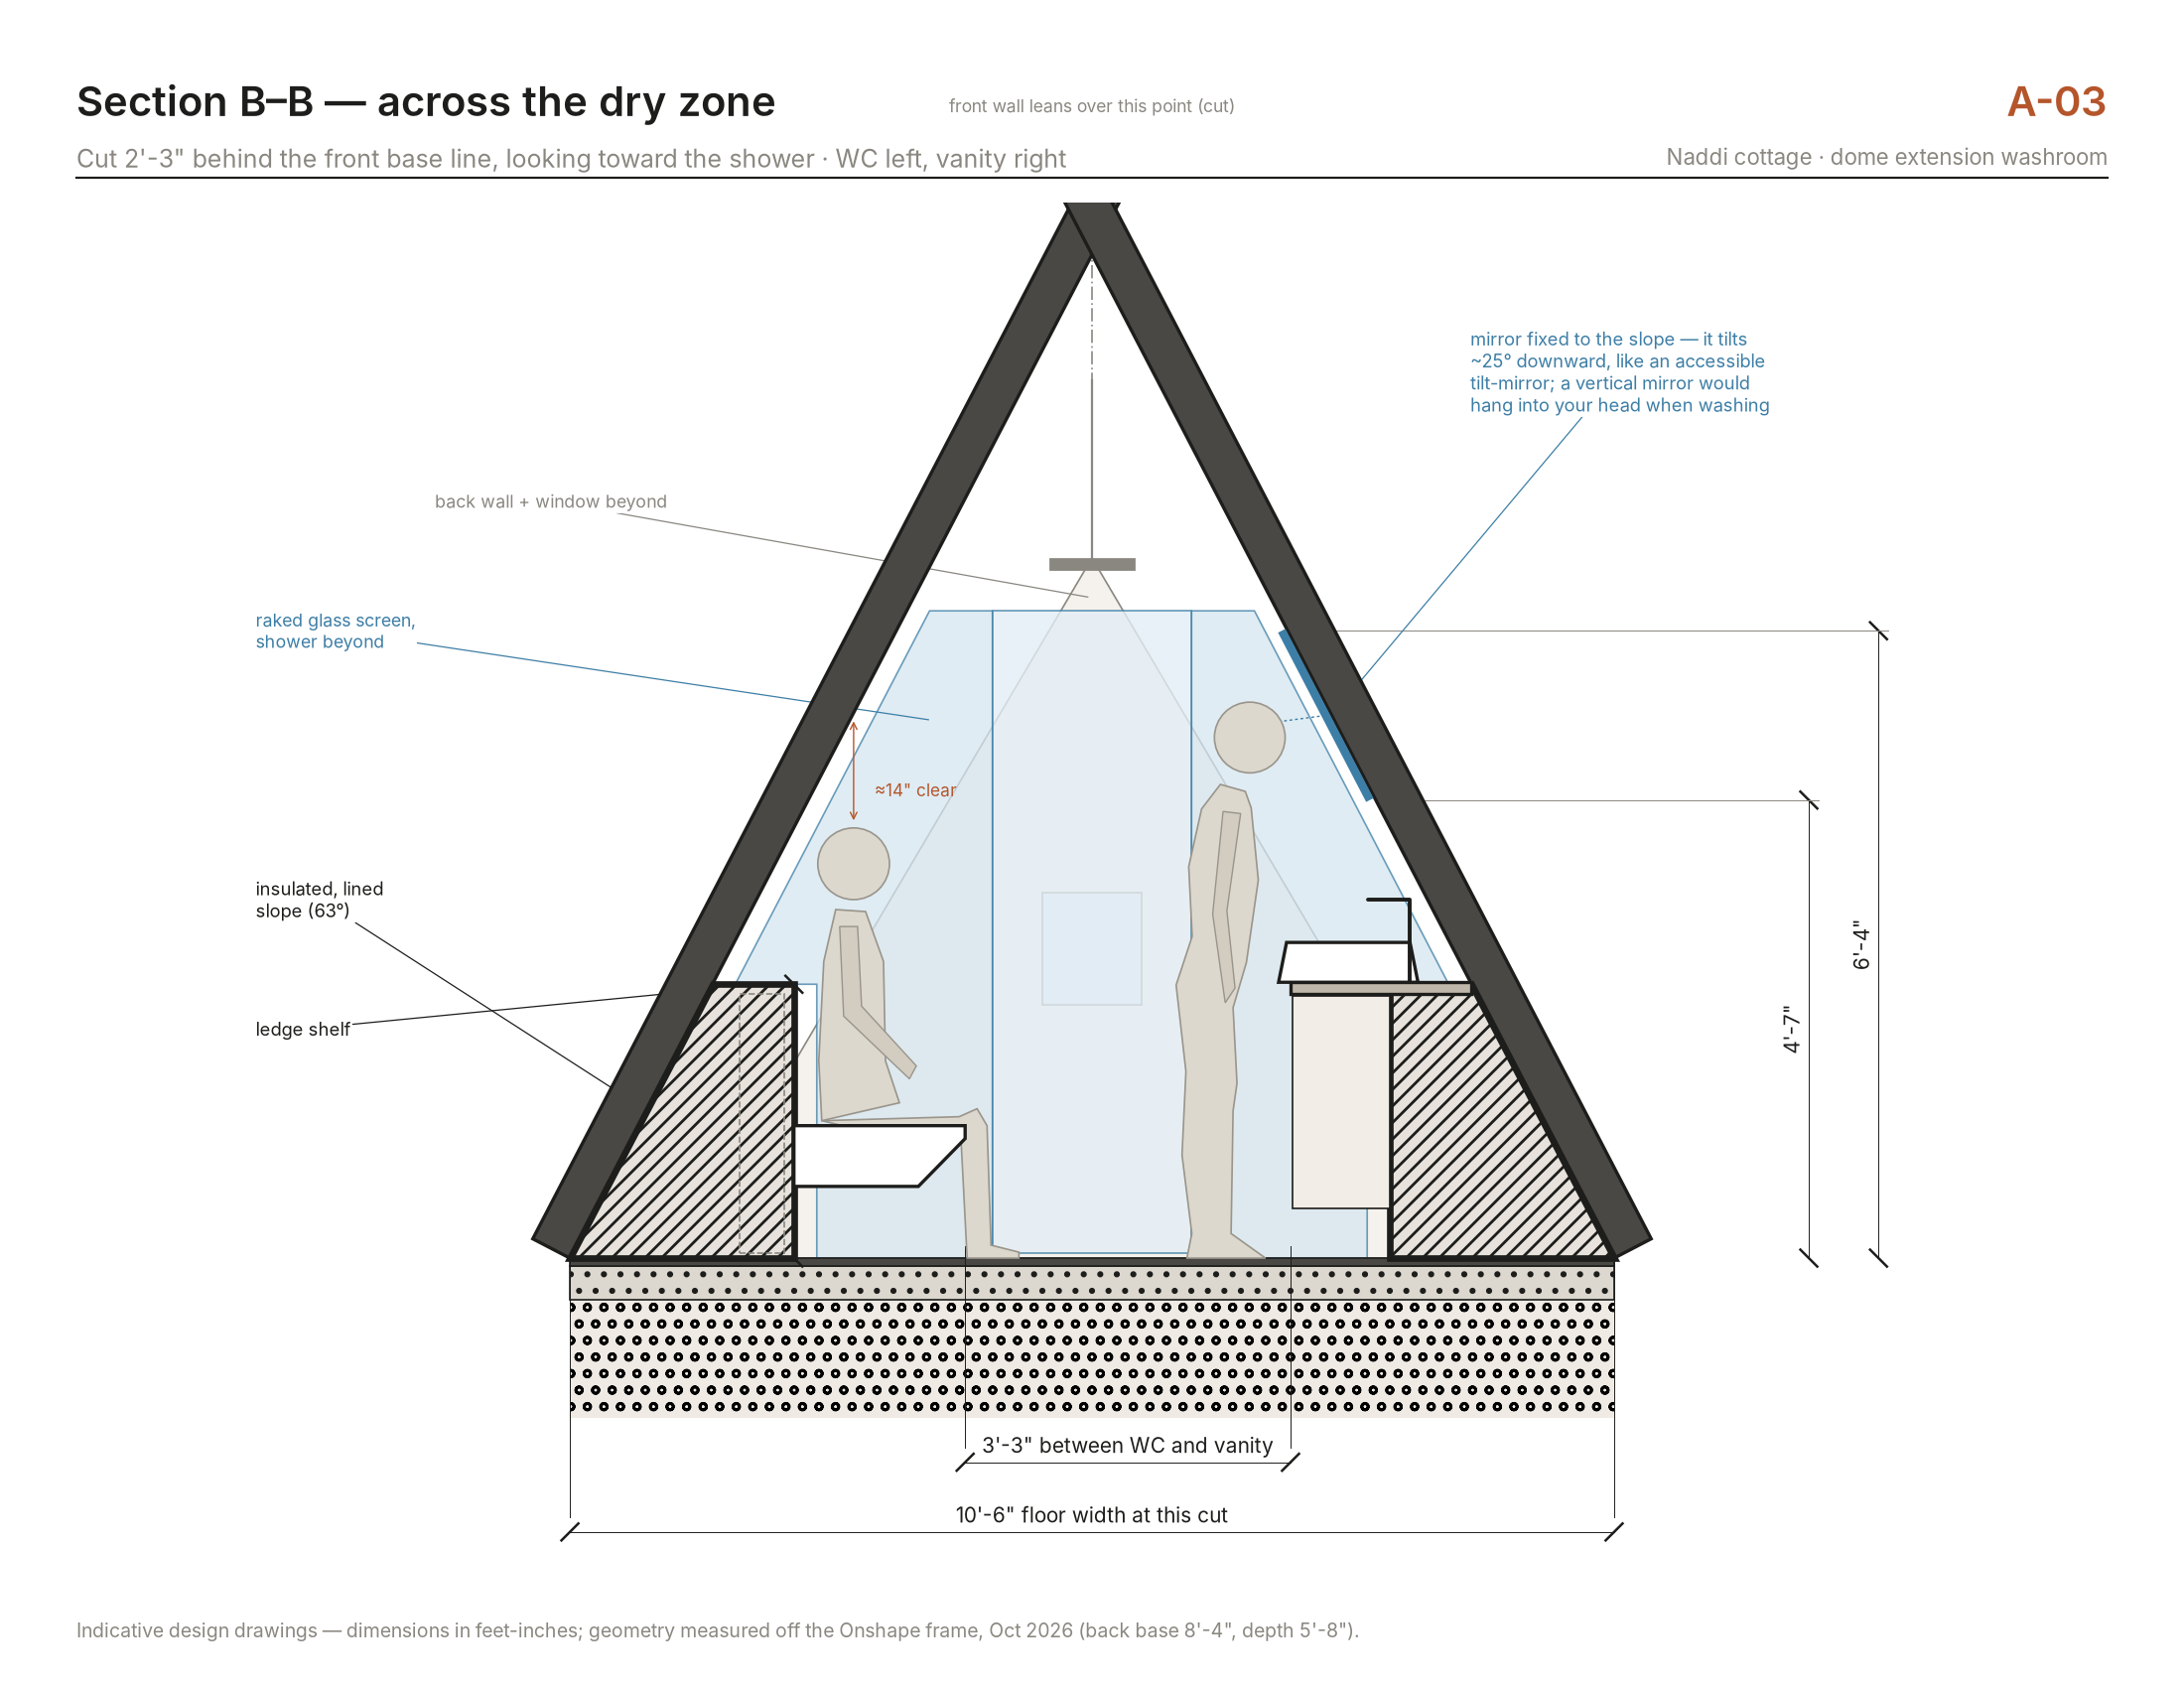 Section B–B — across the dry zone
front wall leans over this point (cut)
A-03
Cut 2'-3" behind the front base line, looking toward the shower · WC left, vanity right
Naddi cottage · dome extension washroom
mirror fixed to the slope — it tilts
~25° downward, like an accessible
tilt-mirror; a vertical mirror would
hang into your head when washing
back wall + window beyond
raked glass screen,
shower beyond
≈14" clear
insulated, lined
slope (63°)
ledge shelf
6'-4"
4'-7"
3'-3" between WC and vanity
10'-6" floor width at this cut
Indicative design drawings — dimensions in feet-inches; geometry measured off the Onshape frame, Oct 2026 (back base 8'-4", depth 5'-8").